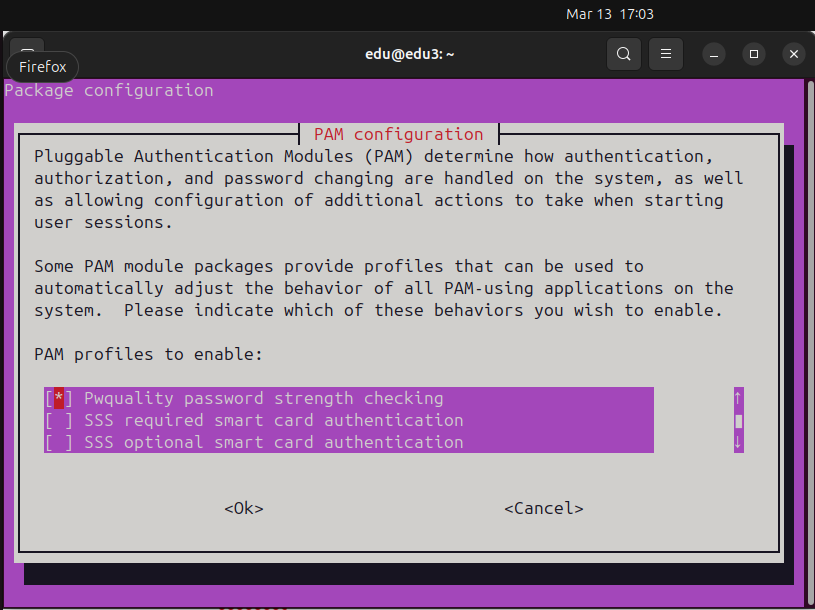 Mar 13 17:03
edu@edu3: ~
Firefox
Package configuration
PAM configuration
Pluggable Authentication Modules (PAM) determine how authentication,
authorization, and password changing are handled on the system, as well
as allowing configuration of additional actions to take when starting
user sessions.
Some PAM module packages provide profiles that can be used to
automatically adjust the behavior of all PAM-using applications on the
system.  Please indicate which of these behaviors you wish to enable.
PAM profiles to enable:
[*] Pwquality password strength checking
[ ] SSS required smart card authentication
[ ] SSS optional smart card authentication
<Ok> <Cancel>